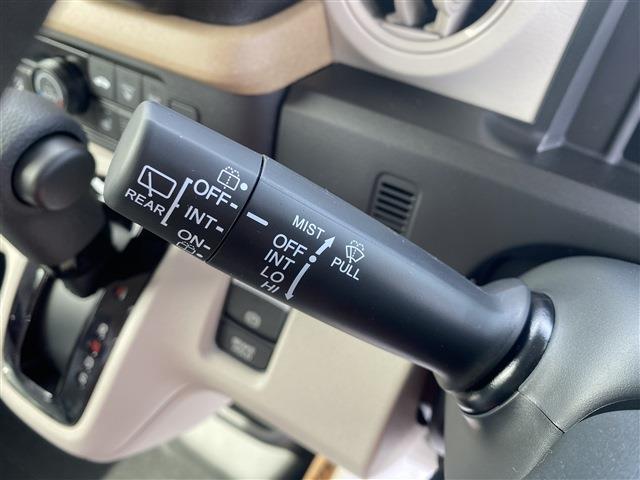 REAR
OFF
INT
ON
MIST
OFF
INT
LO
HI
PULL